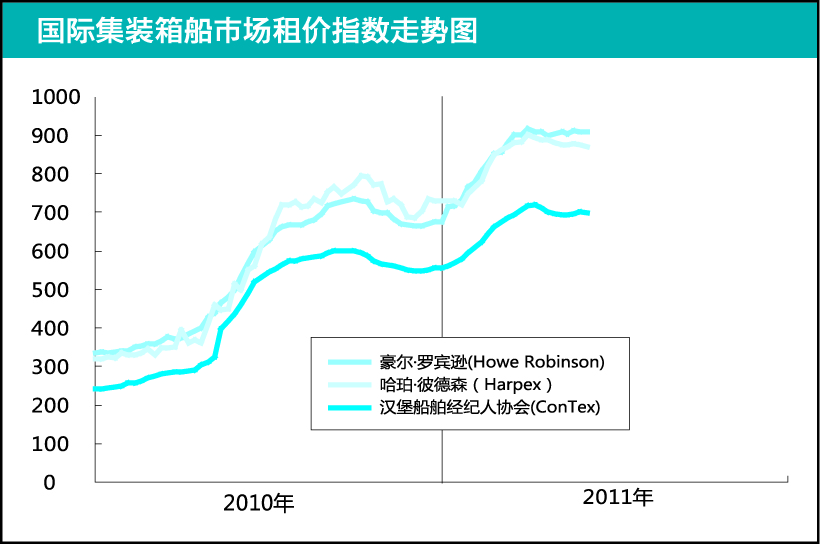 国际集装箱船市场租价指数走势图
1000
900
800
700
600
500
400
300
200
100
0
豪尔·罗宾逊(Howe Robinson)
哈珀·彼德森（Harpex）
汉堡船舶经纪人协会(ConTex)
2010年
2011年